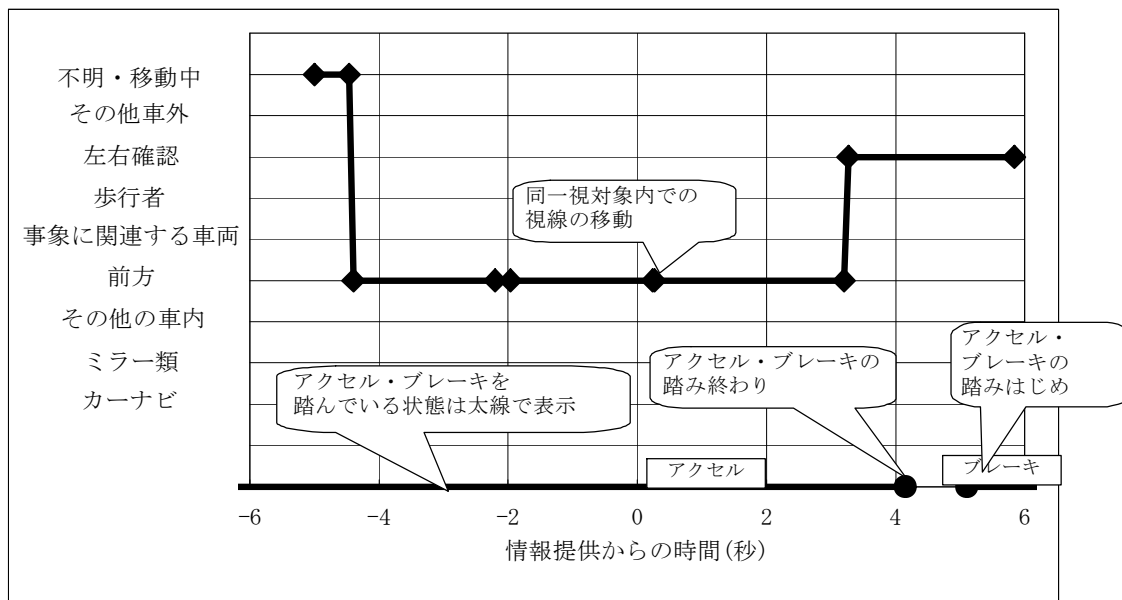 不明・移動中
その他車外
左右確認
歩行者
事象に関連する車両
前方
その他の車内
ミラー類
カーナビ
同一視対象内での
視線の移動
アクセル・ブレーキを
踏んでいる状態は太線で表示
アクセル・ブレーキの
踏み終わり
アクセル・
ブレーキの
踏みはじめ
アクセル
ブレーキ
-6 -4 -2 0 2 4 6
情報提供からの時間(秒)